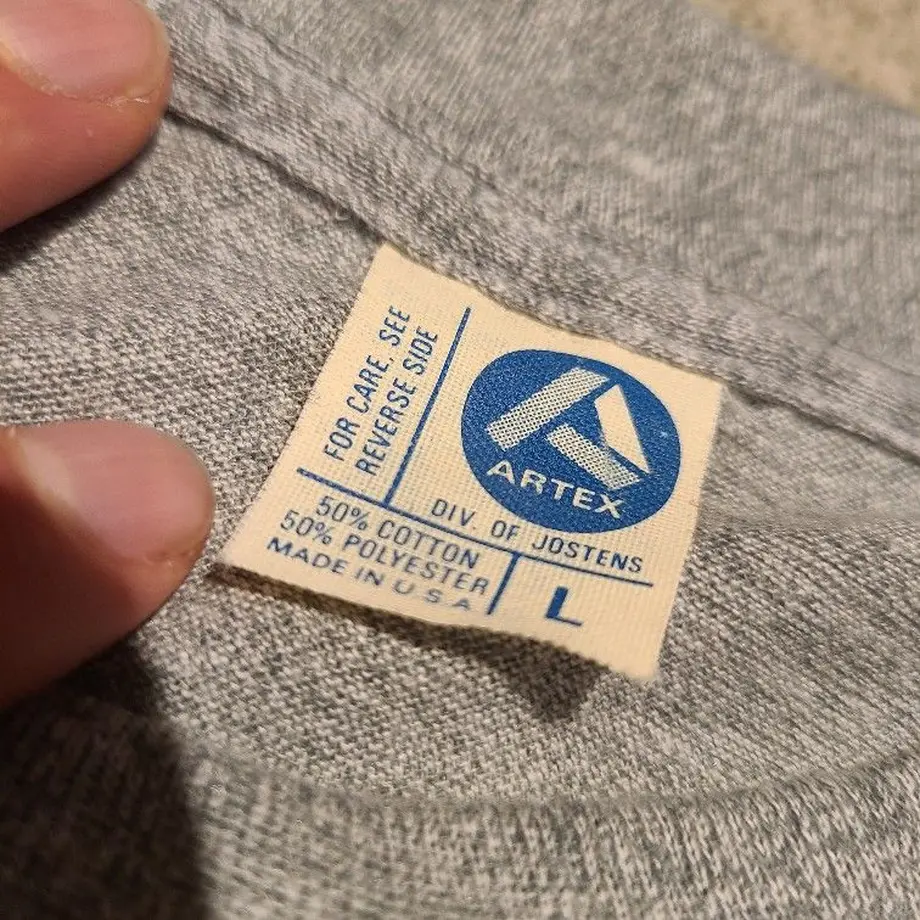 FOR CARE, SEE
REVERSE SIDE
ARTEX
DIV. OF JOSTENS
50% COTTON
50% POLYESTER
MADE IN U S A
L